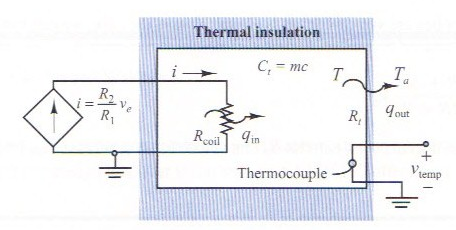 Thermal insulation
i
C_t = mc
T
T_a
i = R_2/R_1 v_e
R_coil
q_in
R_t
q_out
Thermocouple
+
v_temp
−